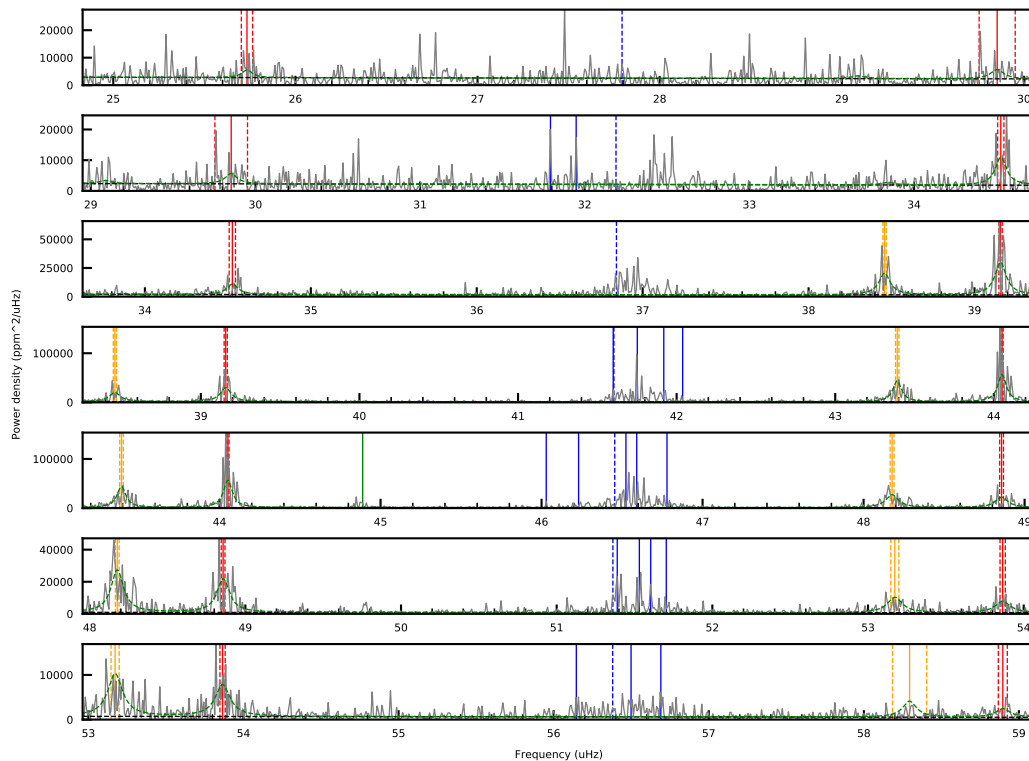 20000
10000
0
25 26 27 28 29 30
20000
10000
0
29 30 31 32 33 34
50000
25000
0
34 35 36 37 38 39
100000
0
39 40 41 42 43 44
Power density (ppm^2/uHz)
100000
0
44 45 46 47 48 49
40000
20000
0
48 49 50 51 52 53 54
10000
0
53 54 55 56 57 58 59
Frequency (uHz)